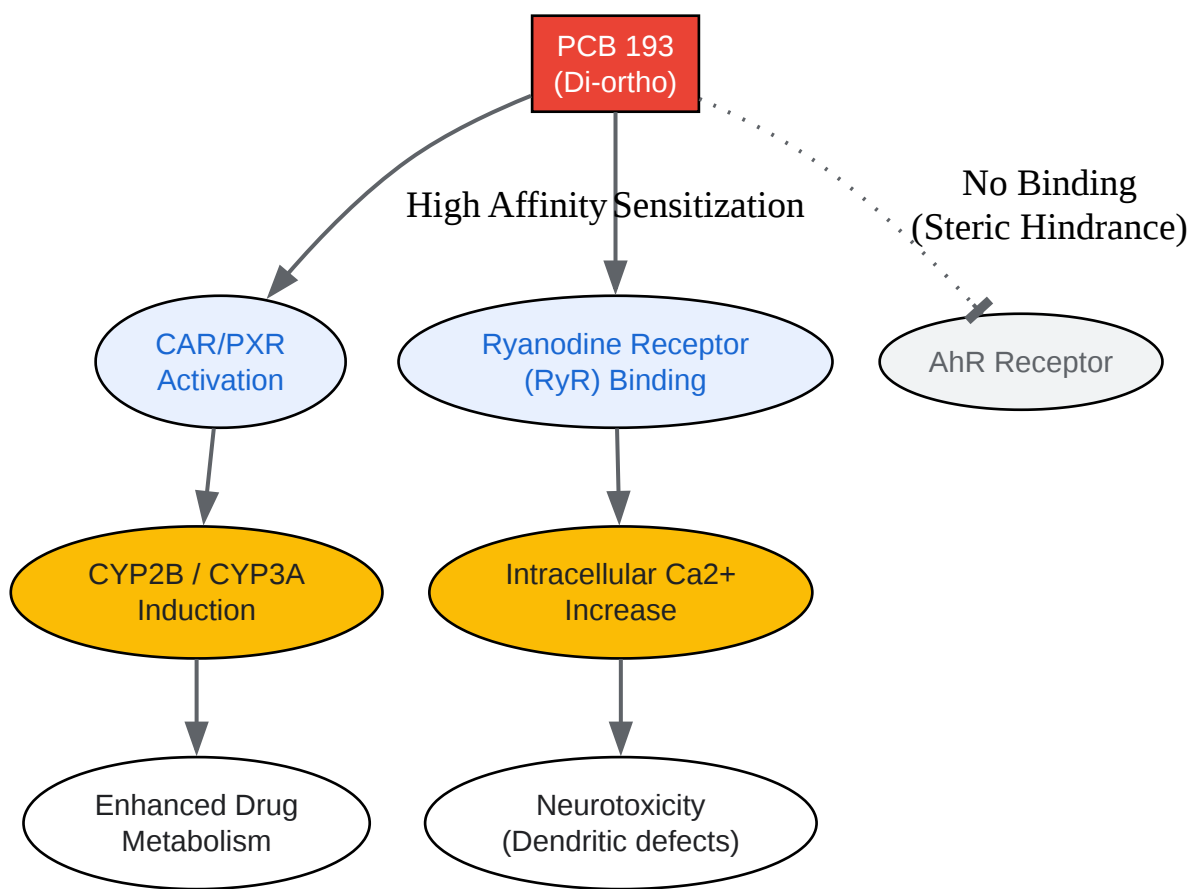 PCB 193
(Di-ortho)
High Affinity Sensitization
No Binding
(Steric Hindrance)
CAR/PXR
Activation
Ryanodine Receptor
(RyR) Binding
AhR Receptor
CYP2B / CYP3A
Induction
Intracellular Ca2+
Increase
Enhanced Drug
Metabolism
Neurotoxicity
(Dendritic defects)